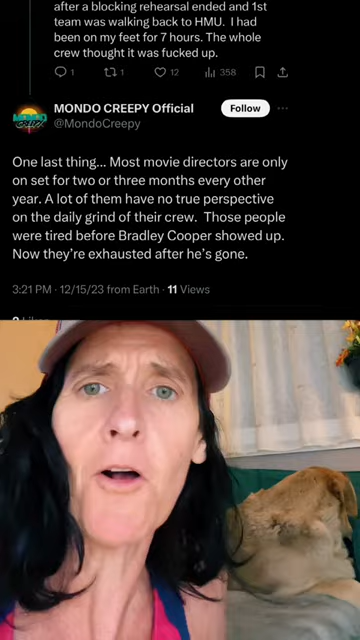 after a blocking rehearsal ended and 1st
team was walking back to HMU. I had
been on my feet for 7 hours. The whole
crew thought it was fucked up.
1 1 12 358
MONDO CREEPY Official
Follow
@MondoCreepy
One last thing... Most movie directors are only
on set for two or three months every other
year. A lot of them have no true perspective
on the daily grind of their crew. Those people
were tired before Bradley Cooper showed up.
Now they're exhausted after he's gone.
3:21 PM · 12/15/23 from Earth · 11 Views